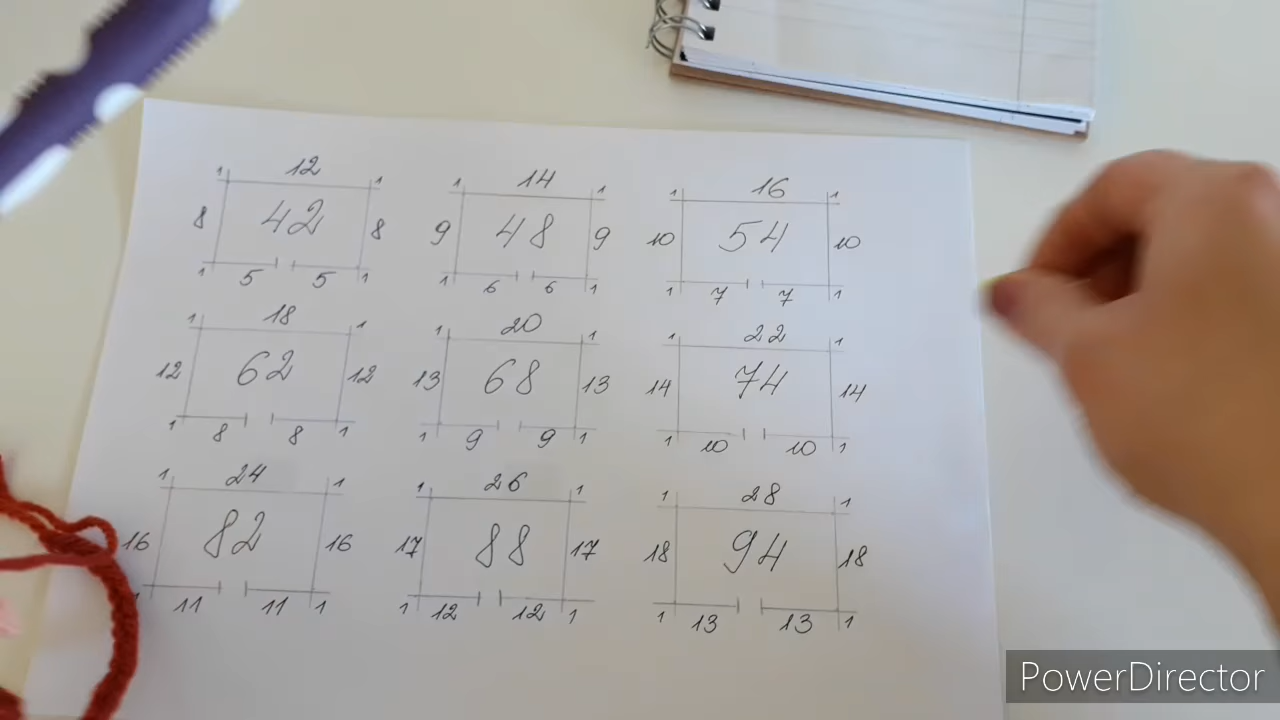 1 12 1 1 14 1 1 16 1
8 42 8 9 48 9 10 54 10
1 5 5 1 1 6 6 1 1 7 7 1
1 18 1 1 20 1 1 22 1
12 62 12 13 68 13 14 74 14
1 8 8 1 1 9 9 1 1 10 10 1
1 24 1 1 26 1 1 28 1
16 82 16 17 88 17 18 94 18
1 11 11 1 1 12 12 1 1 13 13 1
PowerDirector